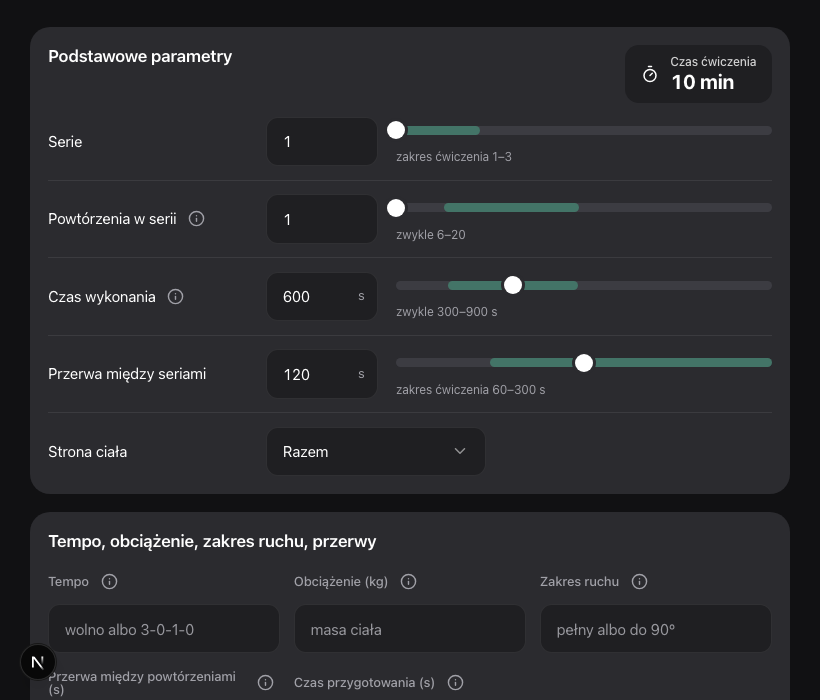 Podstawowe parametry
Czas ćwiczenia
10 min
Serie
1
zakres ćwiczenia 1–3
Powtórzenia w serii
1
zwykle 6–20
Czas wykonania
600 s
zwykle 300–900 s
Przerwa między seriami
120 s
zakres ćwiczenia 60–300 s
Strona ciała
Razem
Tempo, obciążenie, zakres ruchu, przerwy
Tempo
Obciążenie (kg)
Zakres ruchu
wolno albo 3-0-1-0
masa ciała
pełny albo do 90°
N
Przerwa między powtórzeniami
(s)
Czas przygotowania (s)